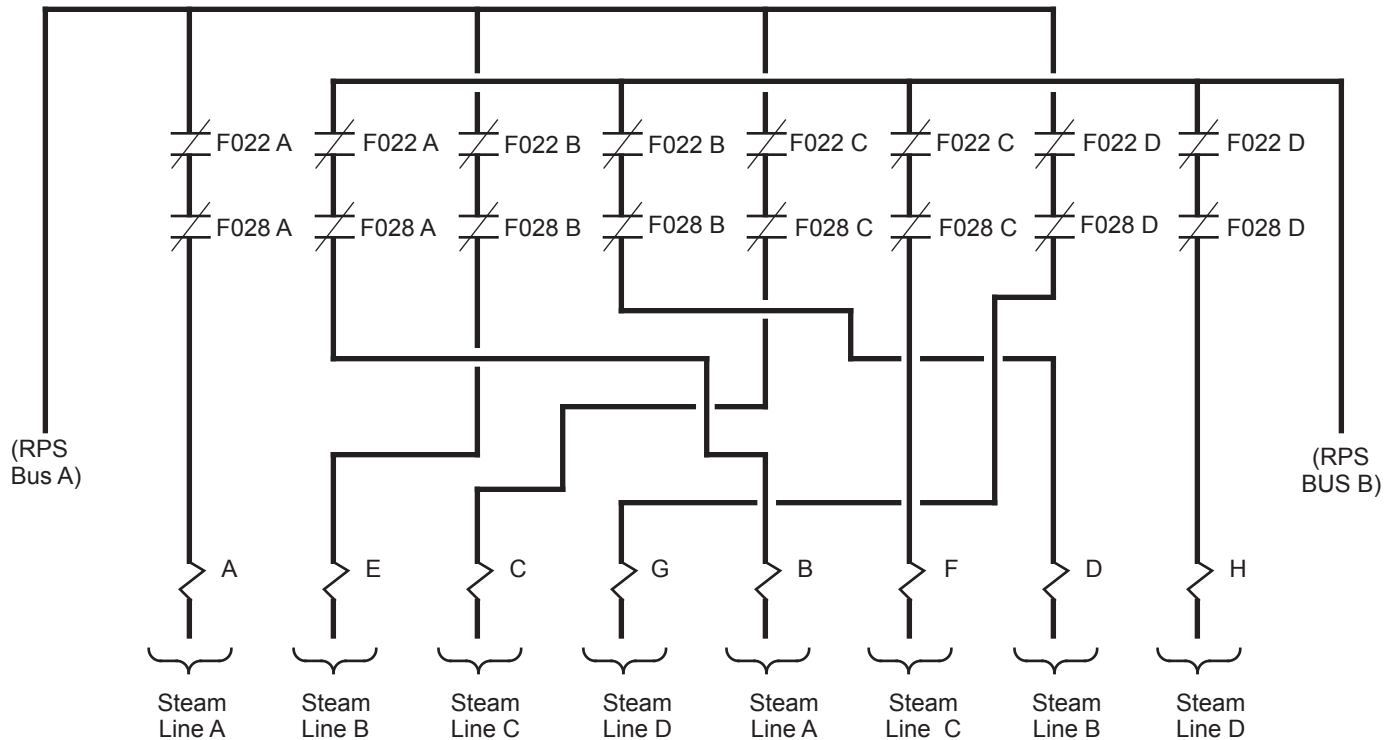 F022 A
F022 A
F022 B
F022 B
F022 C
F022 C
F022 D
F022 D
F028 A
F028 A
F028 B
F028 B
F028 C
F028 C
F028 D
F028 D
(RPS
Bus A)
(RPS
BUS B)
A
E
C
G
B
F
D
H
Steam
Line A
Steam
Line B
Steam
Line C
Steam
Line D
Steam
Line A
Steam
Line C
Steam
Line B
Steam
Line D